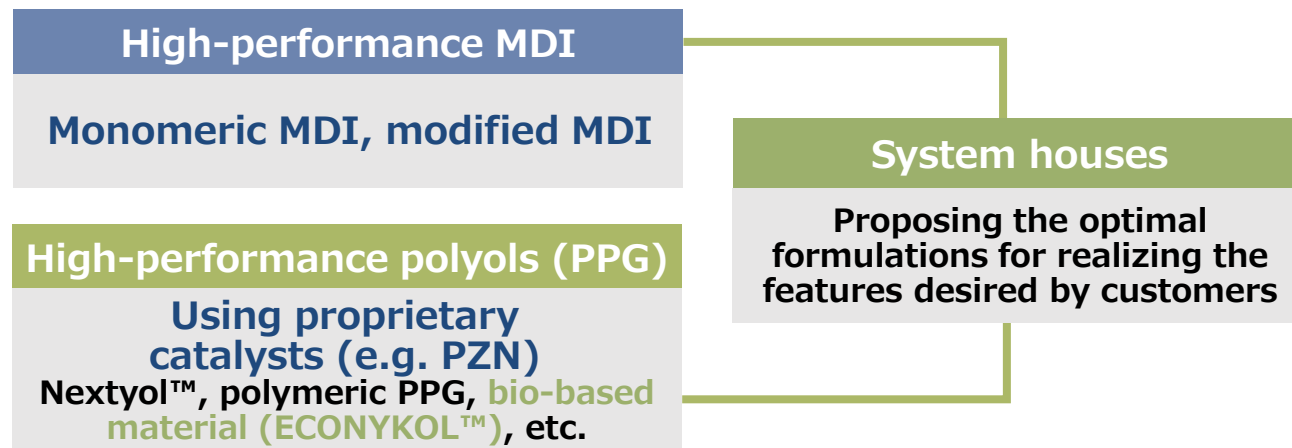 High-performance MDI
Monomeric MDI, modified MDI
High-performance polyols (PPG)
Using proprietary
catalysts (e.g. PZN)
Nextyol™, polymeric PPG, bio-based
material (ECONYKOL™), etc.
System houses
Proposing the optimal
formulations for realizing the
features desired by customers